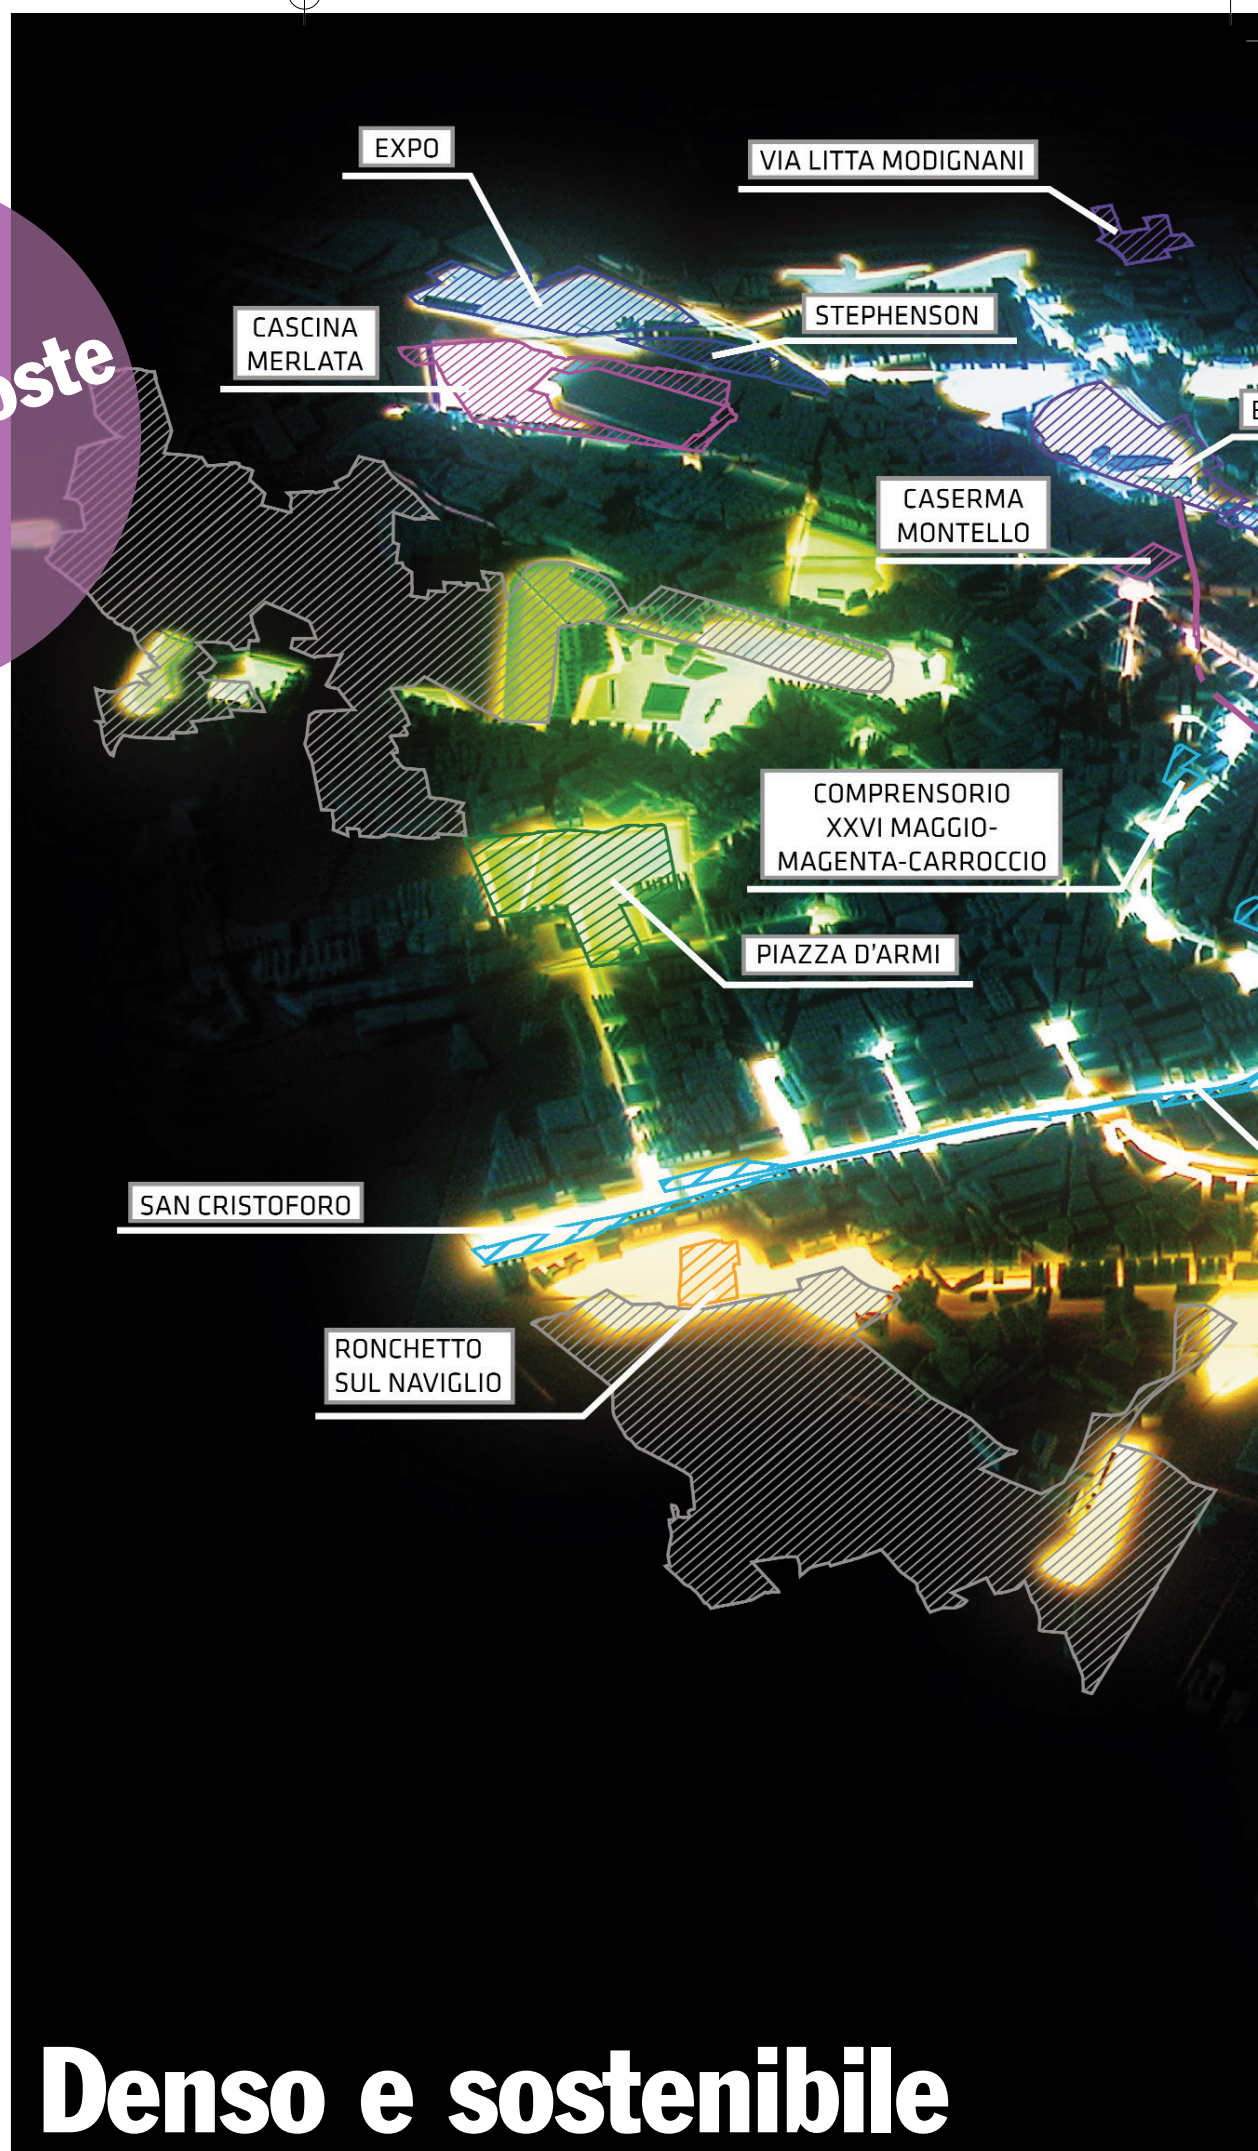 EXPO
VIA LITTA MODIGNANI
STEPHENSON
CASCINA
MERLATA
CASERMA
MONTELLO
COMPRENSORIO
XXVI MAGGIO-
MAGENTA-CARROCCIO
PIAZZA D'ARMI
SAN CRISTOFORO
RONCHETTO
SUL NAVIGLIO
Denso e sostenibile